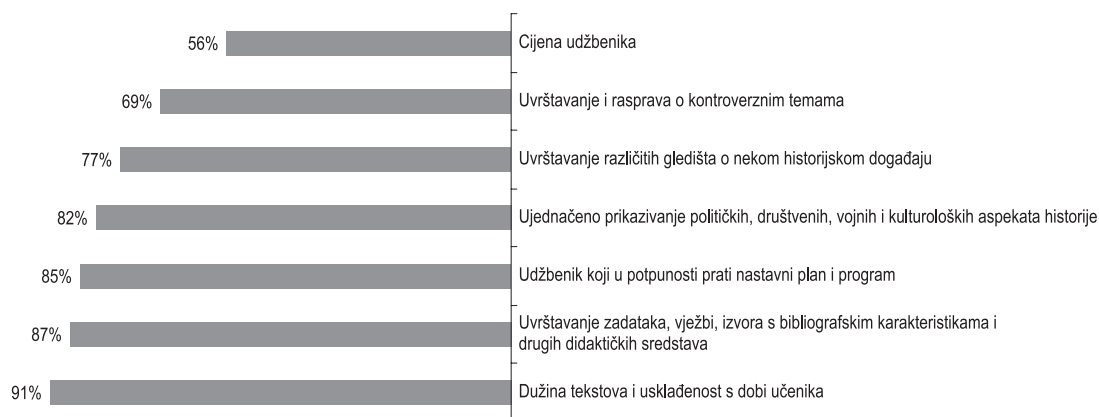 56% Cijena udžbenika
69% Uvrštavanje i rasprava o kontroverznim temama
77% Uvrštavanje različitih gledišta o nekom historijskom događaju
82% Ujednačeno prikazivanje političkih, društvenih, vojnih i kulturoloških aspekata historije
85% Udžbenik koji u potpunosti prati nastavni plan i program
87% Uvrštavanje zadataka, vježbi, izvora s bibliografskim karakteristikama i
drugih didaktičkih sredstava
91% Dužina tekstova i usklađenost s dobi učenika